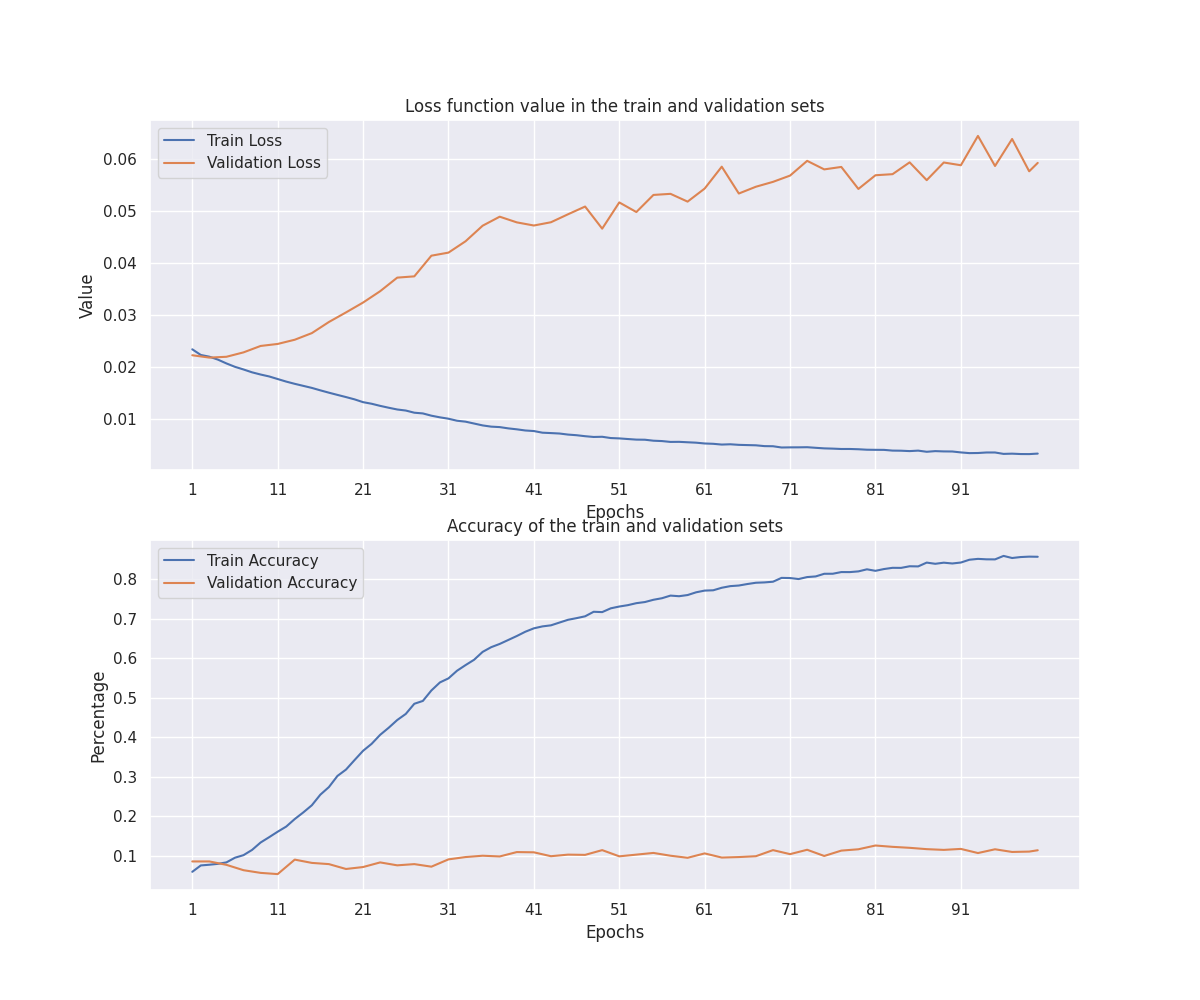 Loss function value in the train and validation sets
Train Loss
Validation Loss
Value
0.06
0.05
0.04
0.03
0.02
0.01
1 11 21 31 41 51 61 71 81 91
Epochs
Accuracy of the train and validation sets
Train Accuracy
Validation Accuracy
Percentage
0.8
0.7
0.6
0.5
0.4
0.3
0.2
0.1
1 11 21 31 41 51 61 71 81 91
Epochs